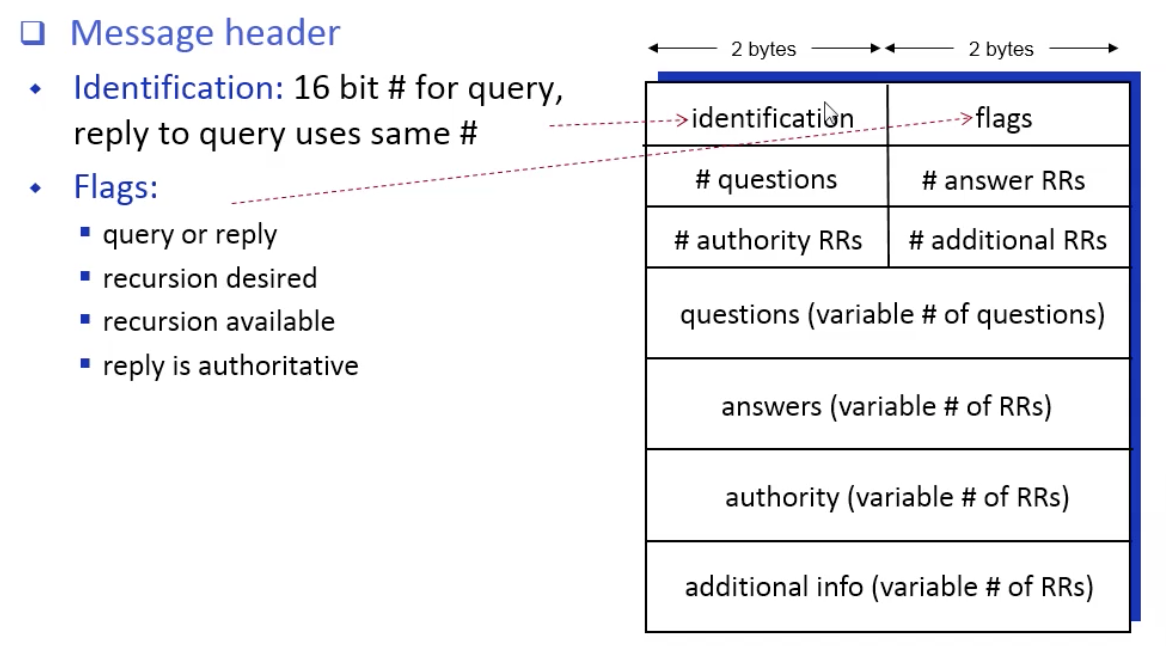 Message header
Identification: 16 bit # for query,
reply to query uses same #
Flags:
query or reply
recursion desired
recursion available
reply is authoritative
2 bytes 2 bytes
identification flags
# questions # answer RRs
# authority RRs # additional RRs
questions (variable # of questions)
answers (variable # of RRs)
authority (variable # of RRs)
additional info (variable # of RRs)